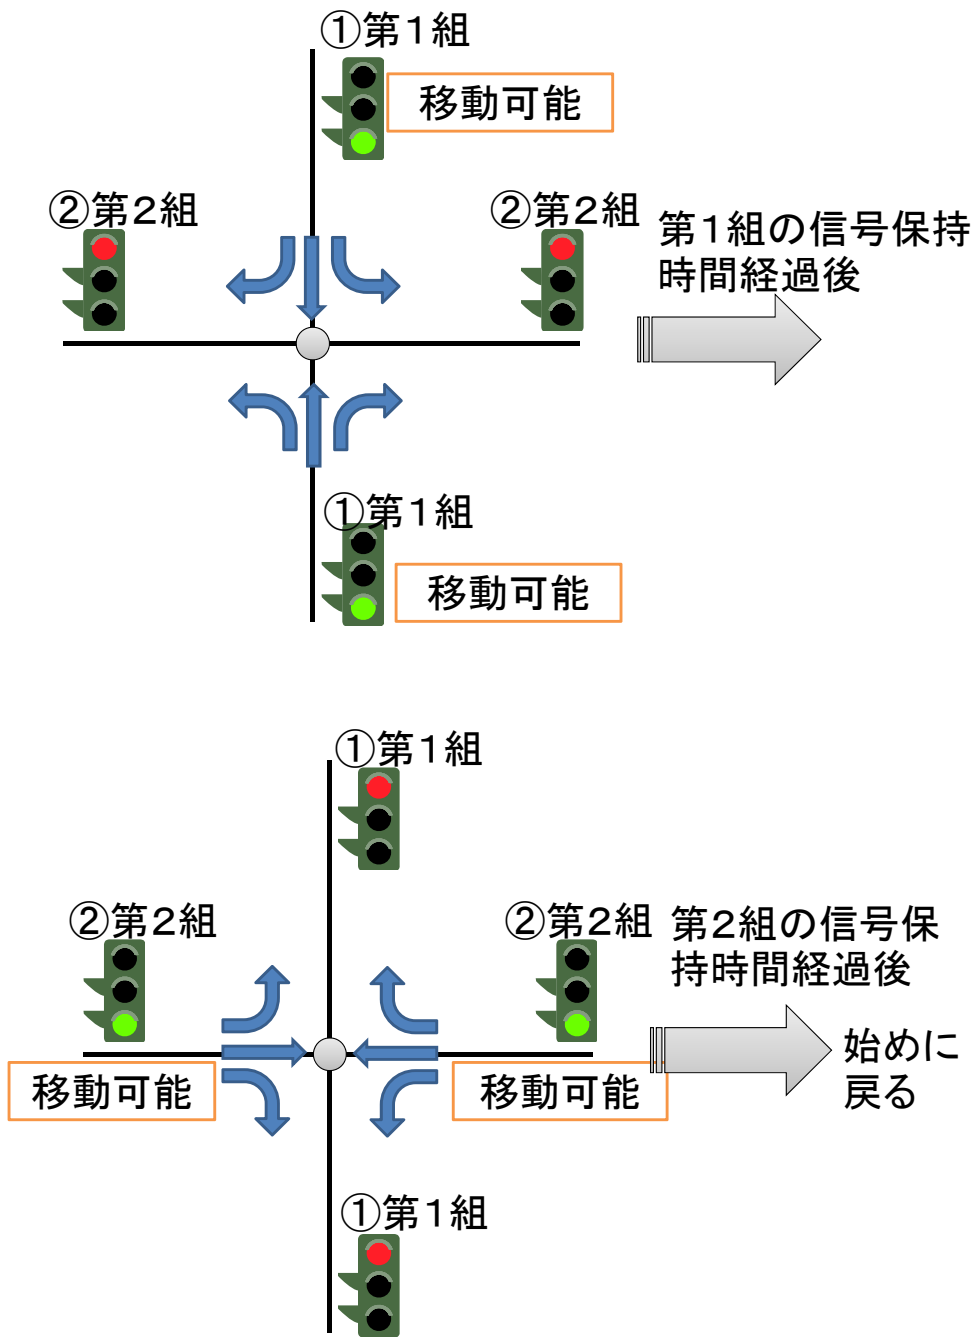 ①第1組
移動可能
②第2組
②第2組
第1組の信号保持
時間経過後
①第1組
移動可能
①第1組
②第2組
②第2組
第2組の信号保
持時間経過後
始めに
戻る
移動可能
移動可能
①第1組